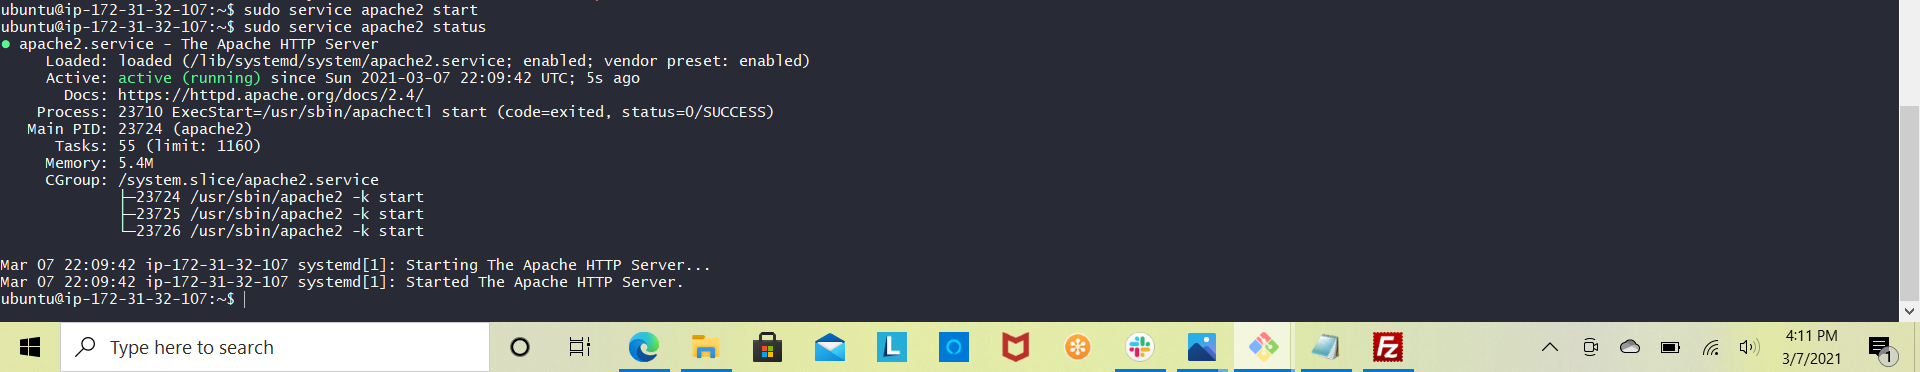 ubuntu@ip-172-31-32-107:~$ sudo service apache2 start
ubuntu@ip-172-31-32-107:~$ sudo service apache2 status
● apache2.service - The Apache HTTP Server
Loaded: loaded (/lib/systemd/system/apache2.service; enabled; vendor preset: enabled)
Active: active (running) since Sun 2021-03-07 22:09:42 UTC; 5s ago
Docs: https://httpd.apache.org/docs/2.4/
Process: 23710 ExecStart=/usr/sbin/apachectl start (code=exited, status=0/SUCCESS)
Main PID: 23724 (apache2)
Tasks: 55 (limit: 1160)
Memory: 5.4M
CGroup: /system.slice/apache2.service
├─23724 /usr/sbin/apache2 -k start
├─23725 /usr/sbin/apache2 -k start
└─23726 /usr/sbin/apache2 -k start
Mar 07 22:09:42 ip-172-31-32-107 systemd[1]: Starting The Apache HTTP Server...
Mar 07 22:09:42 ip-172-31-32-107 systemd[1]: Started The Apache HTTP Server.
ubuntu@ip-172-31-32-107:~$
Type here to search
L
Fz
4:11 PM
3/7/2021
1